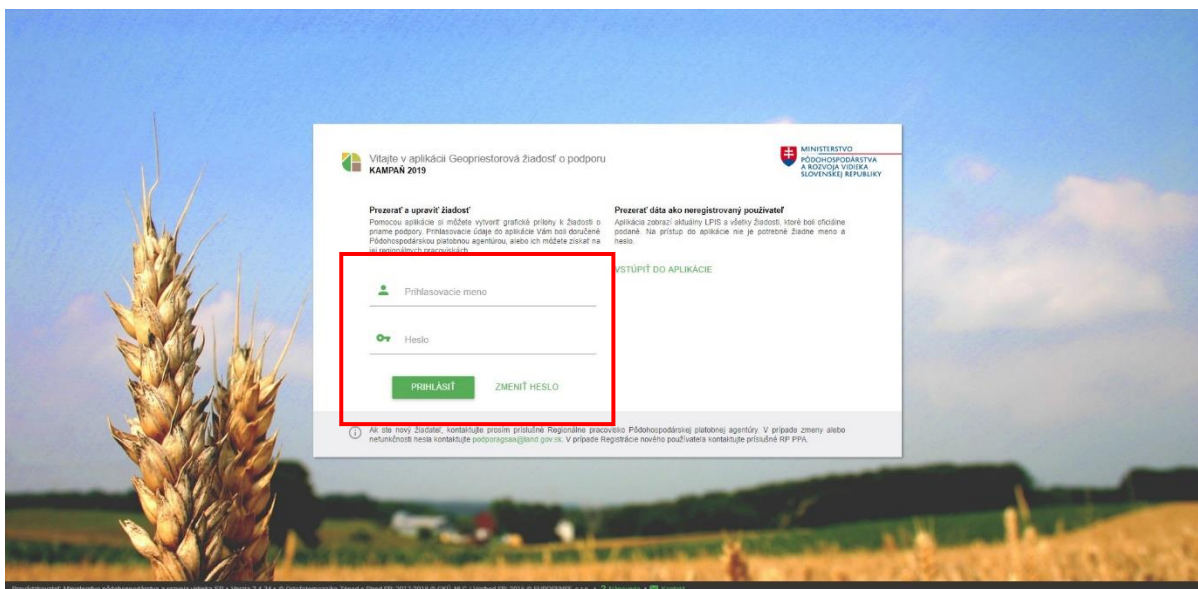 Vitajte v aplikácii Geopriestorová žiadosť o podporu
KAMPAŇ 2019
MINISTERSTVO
PÔDOHOSPODÁRSTVA
A ROZVOJA VIDIEKA
SLOVENSKEJ REPUBLIKY
Prezerať a upraviť žiadosť
Pomocou aplikácie si môžete vytvoriť grafické prílohy k žiadosti o
priame podpory. Prihlasovacie údaje do aplikácie Vám boli doručené
Pôdohospodárskou platobnou agentúrou, alebo ich môžete získať na
jej regionálnych pracoviskách.
Prihlasovacie meno
Heslo
PRIHLÁSIŤ
ZMENIŤ HESLO
Prezerať dáta ako neregistrovaný používateľ
Aplikácia zobrazí aktuálny LPIS a všetky žiadosti, ktoré boli oficiálne
podané. Na prístup do aplikácie nie je potrebné žiadne meno a
heslo.
VSTÚPIŤ DO APLIKÁCIE
Ak ste nový žiadateľ, kontaktujte prosím príslušné Regionálne pracovisko Pôdohospodárskej platobnej agentúry. V prípade zmeny alebo
nefunkčnosti hesla kontaktujte podporagsaa@land.gov.sk. V prípade Registrácie nového používateľa kontaktujte príslušné RP PPA.